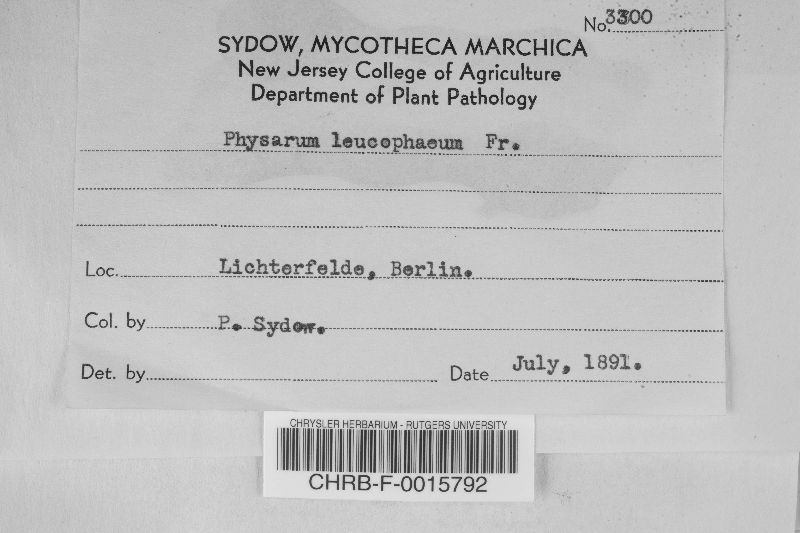 No. 3300
SYDOW, MYCOTHECA MARCHICA
New Jersey College of Agriculture
Department of Plant Pathology
Physarum leucophaeum Fr.
Loc. Lichterfelde, Berlin.
Col. by P. Sydow.
Det. by
Date July, 1891.
CHRYSLER HERBARIUM - RUTGERS UNIVERSITY
CHRB-F-0015792